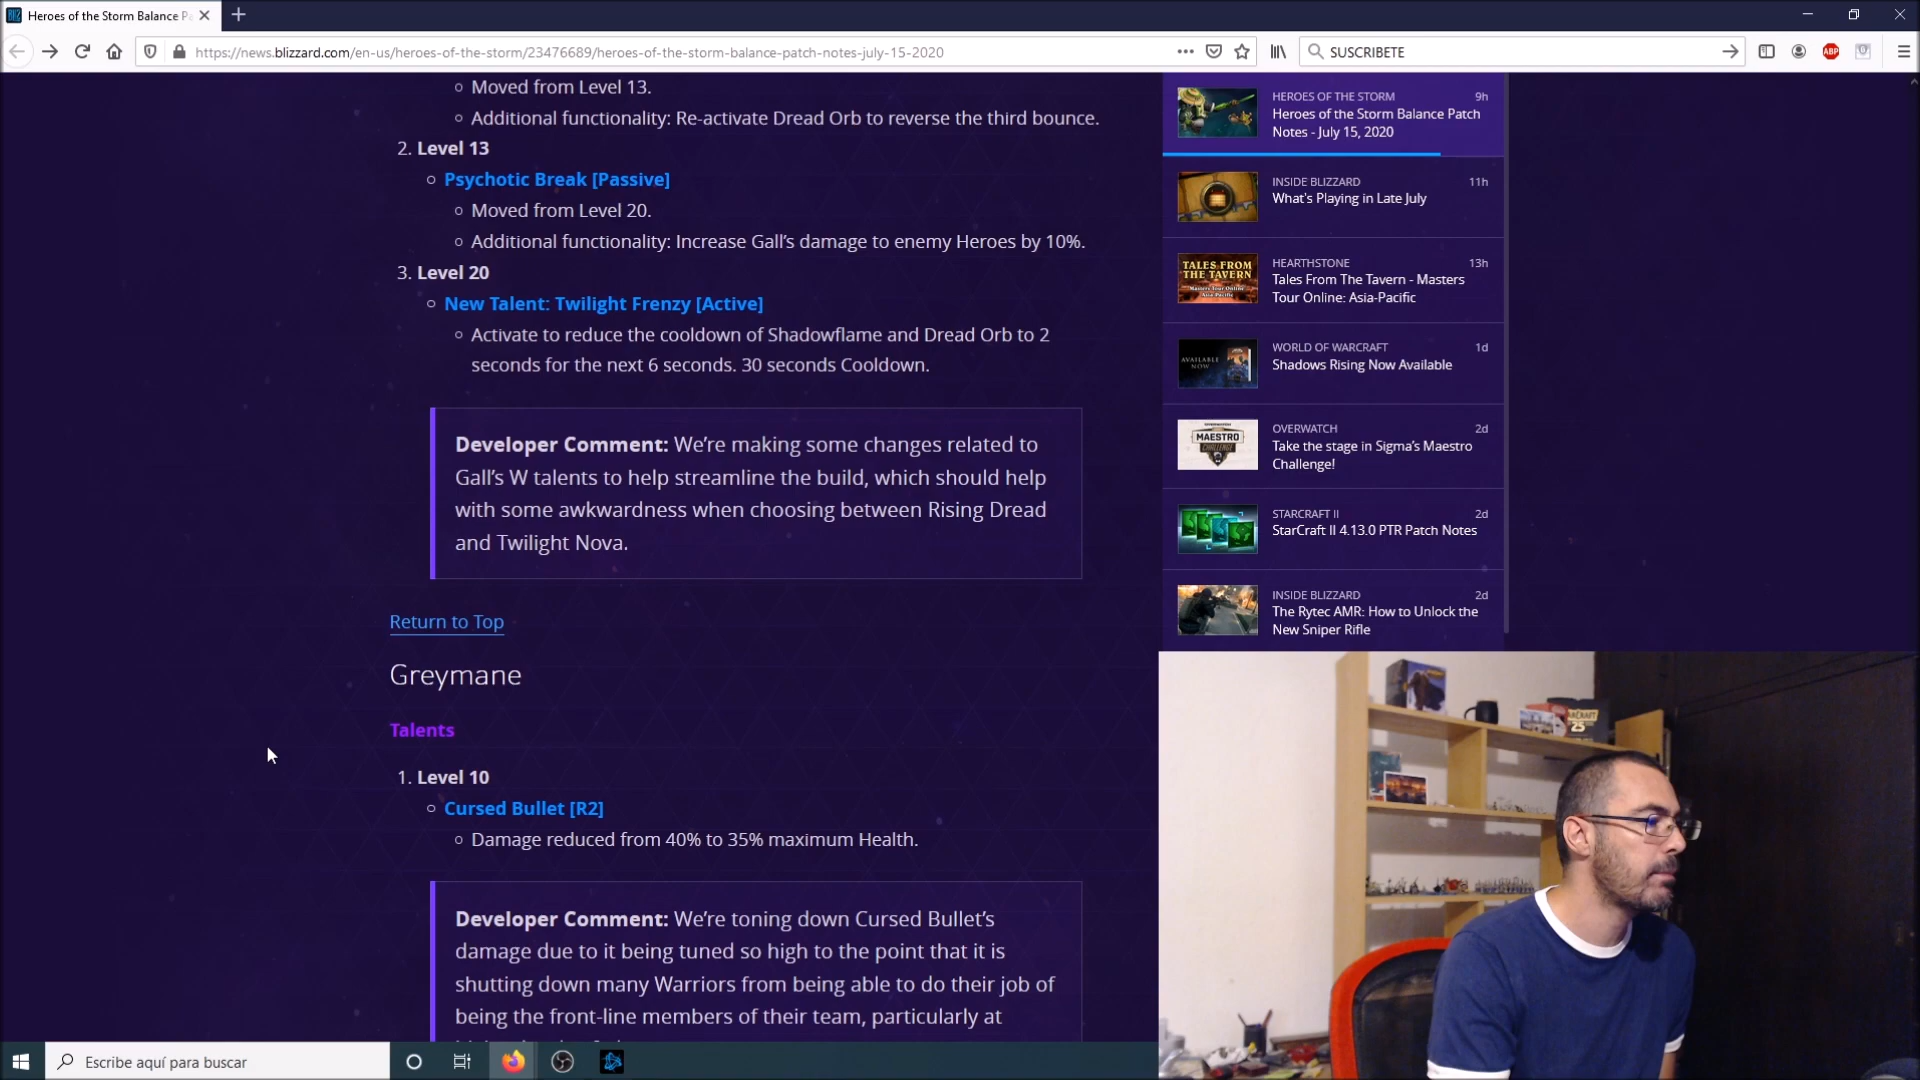 Heroes of the Storm Balance Pa
https://news.blizzard.com/en-us/heroes-of-the-storm/23476689/heroes-of-the-storm-balance-patch-notes-july-15-2020
SUSCRIBETE
ABP
Moved from Level 13.
Additional functionality: Re-activate Dread Orb to reverse the third bounce.
2. Level 13
Psychotic Break [Passive]
Moved from Level 20.
Additional functionality: Increase Gall’s damage to enemy Heroes by 10%.
3. Level 20
New Talent: Twilight Frenzy [Active]
Activate to reduce the cooldown of Shadowflame and Dread Orb to 2
seconds for the next 6 seconds. 30 seconds Cooldown.
Developer Comment: We’re making some changes related to
Gall’s W talents to help streamline the build, which should help
with some awkwardness when choosing between Rising Dread
and Twilight Nova.
Return to Top
Greymane
Talents
1. Level 10
Cursed Bullet [R2]
Damage reduced from 40% to 35% maximum Health.
Developer Comment: We’re toning down Cursed Bullet’s
damage due to it being tuned so high to the point that it is
shutting down many Warriors from being able to do their job of
being the front-line members of their team, particularly at
HEROES OF THE STORM 9h
Heroes of the Storm Balance Patch
Notes - July 15, 2020
INSIDE BLIZZARD 11h
What's Playing in Late July
TALES FROM
THE TAVERN
HEARTHSTONE 13h
Tales From The Tavern - Masters
Tour Online: Asia-Pacific
AVAILABLE
NOW
WORLD OF WARCRAFT 1d
Shadows Rising Now Available
MAESTRO
CHALLENGE
OVERWATCH 2d
Take the stage in Sigma’s Maestro
Challenge!
STARCRAFT II 2d
StarCraft II 4.13.0 PTR Patch Notes
INSIDE BLIZZARD 2d
The Rytec AMR: How to Unlock the
New Sniper Rifle
25
Escribe aquí para buscar